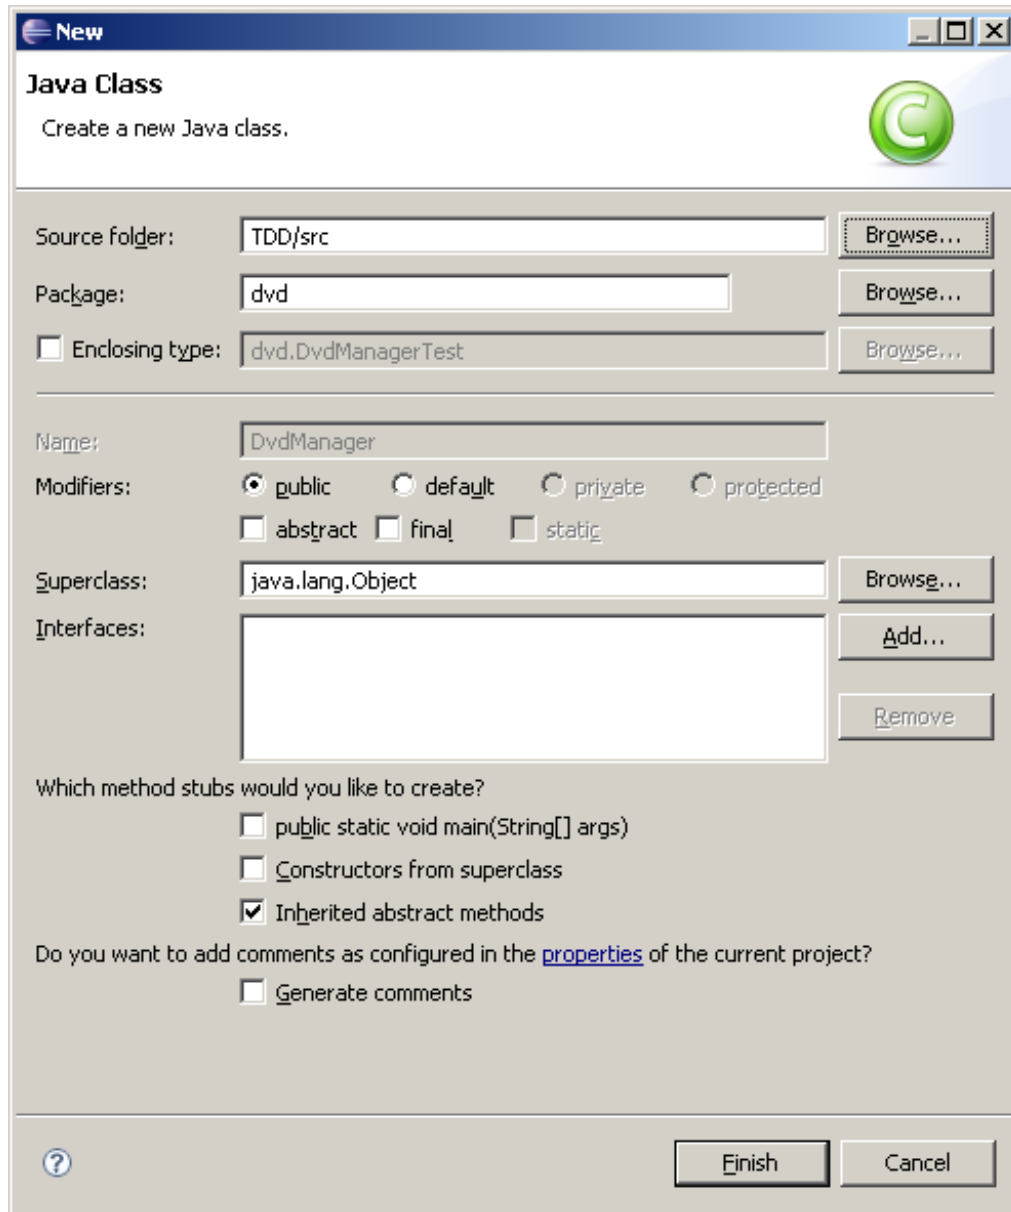 New
Java Class
Create a new Java class.
C
Source folder: TDD/src Browse...
Package: dvd Browse...
Enclosing type: dvd.DvdManagerTest Browse...
Name: DvdManager
Modifiers: public default private protected
abstract final static
Superclass: java.lang.Object Browse...
Interfaces: Add...
Remove
Which method stubs would you like to create?
public static void main(String[] args)
Constructors from superclass
Inherited abstract methods
Do you want to add comments as configured in the properties of the current project?
Generate comments
? Finish Cancel